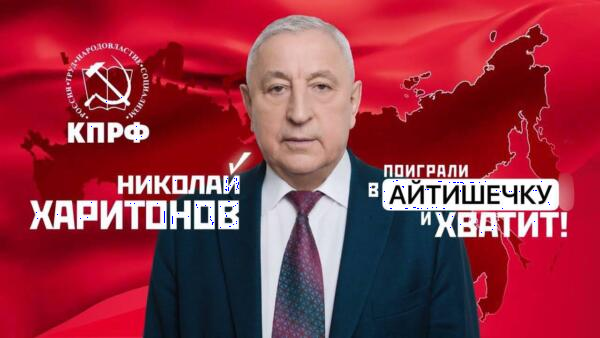 РОССИЯ·ТРУД·НАРОДОВЛАСТИЕ·СОЦИАЛИЗМ·
КПРФ
НИКОЛАЙ
ХАРИТОНОВ
ПОИГРАЛИ
В АЙТИШЕЧКУ
И ХВАТИТ!